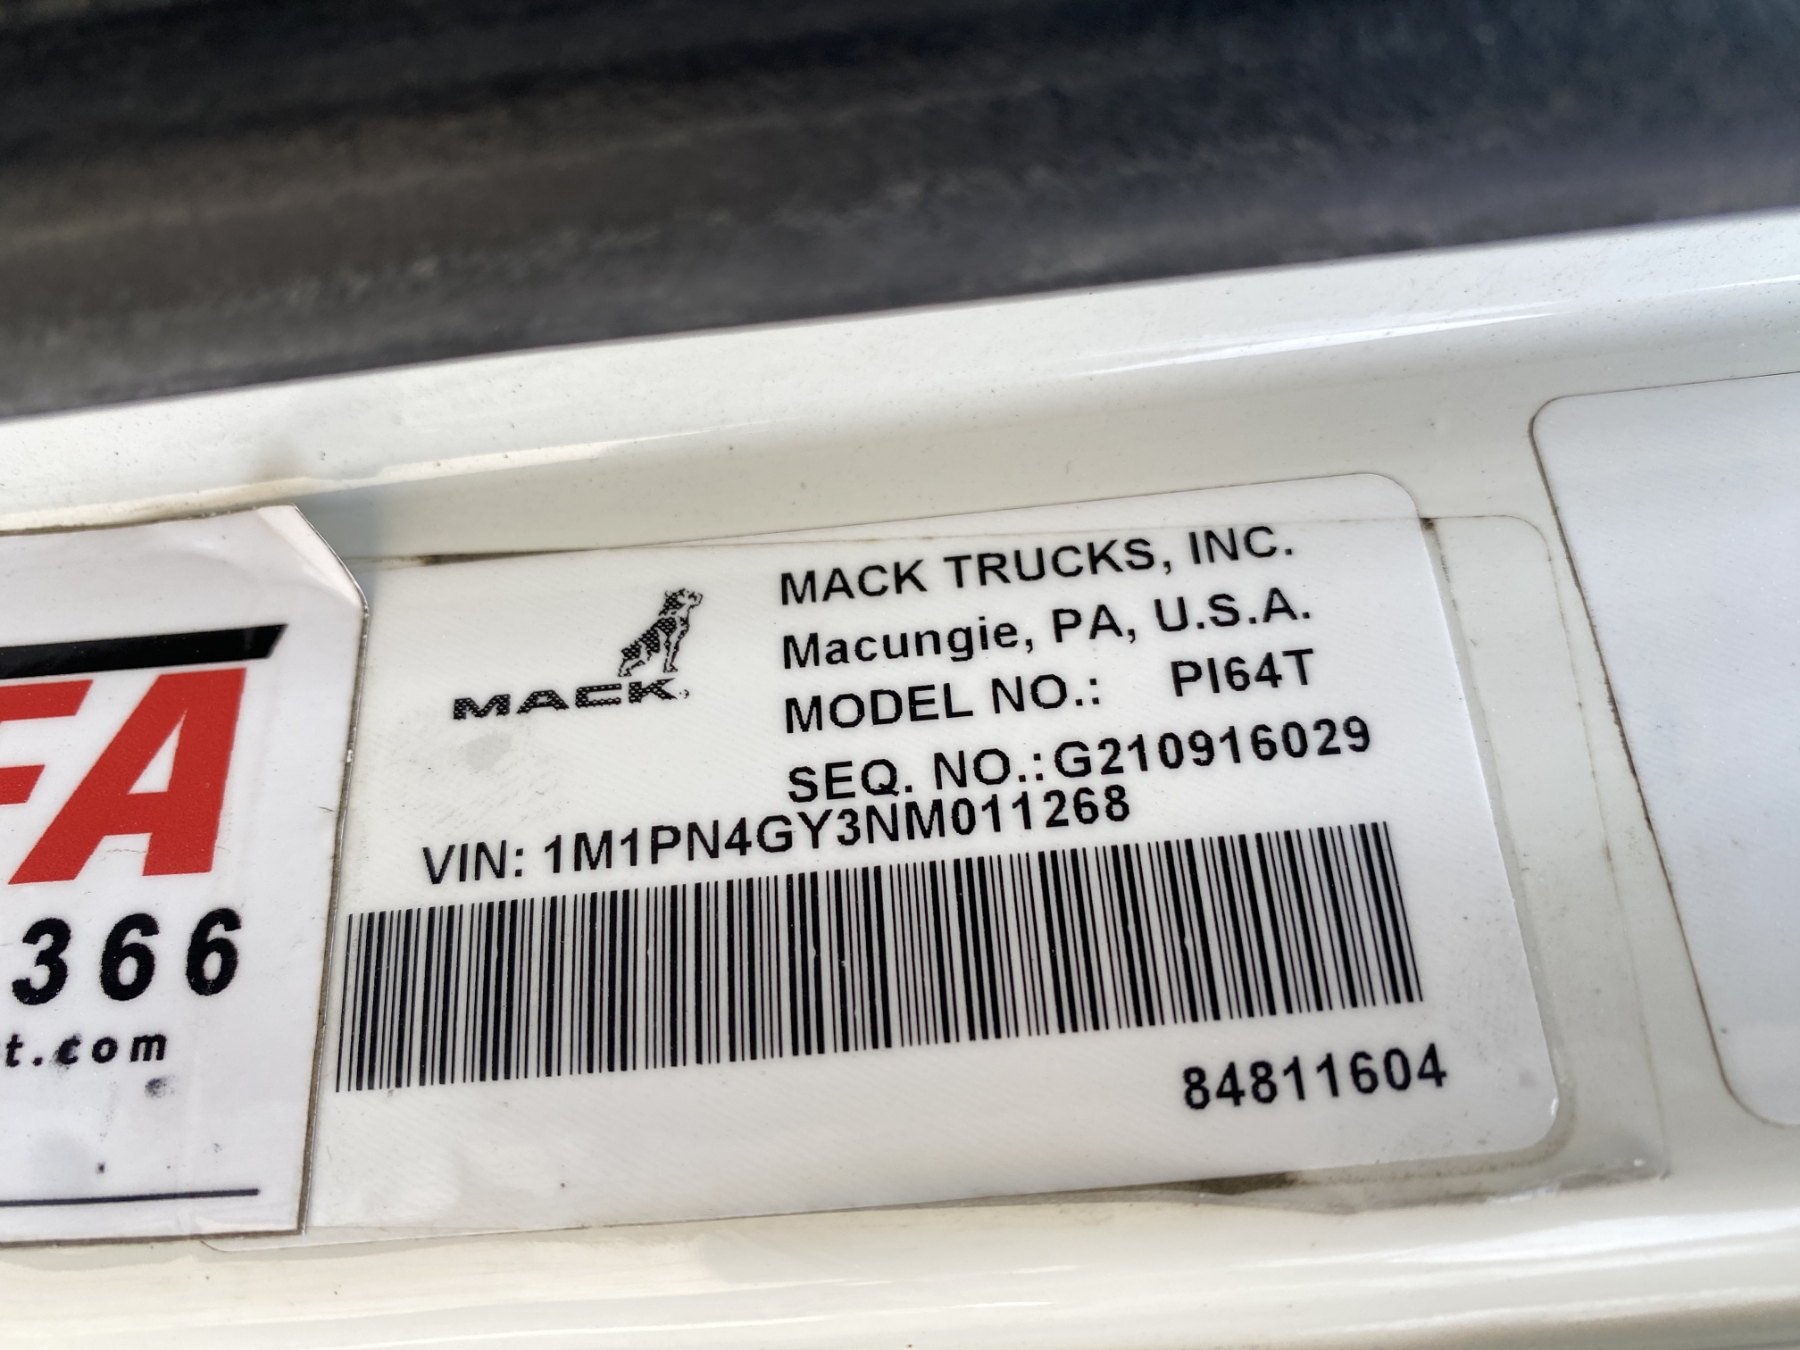 MACK
MACK TRUCKS, INC.
Macungie, PA, U.S.A.
MODEL NO.: PI64T
SEQ. NO.:G210916029
VIN: 1M1PN4GY3NM011268
84811604
FA
366
t.com